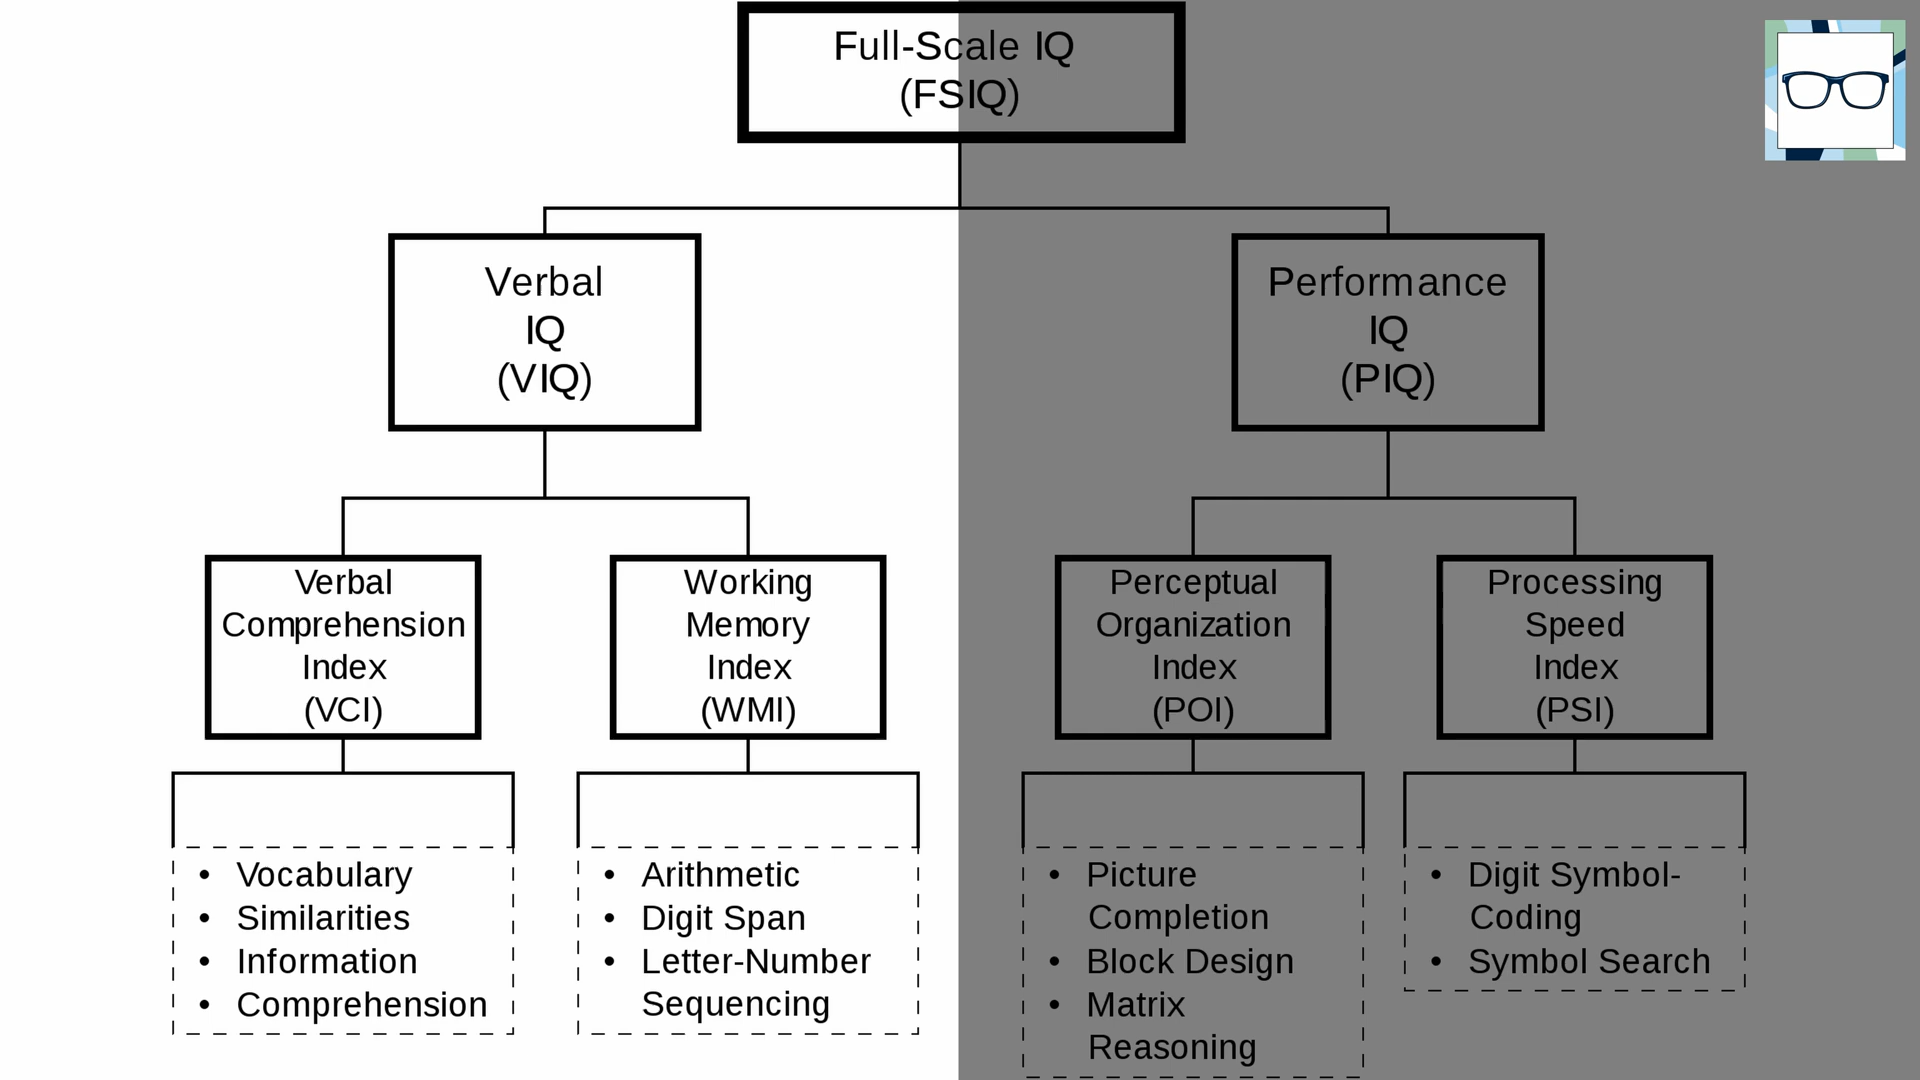 Full-Scale IQ
(FSIQ)
Verbal
IQ
(VIQ)
Performance
IQ
(PIQ)
Verbal
Comprehension
Index
(VCI)
Working
Memory
Index
(WMI)
Perceptual
Organization
Index
(POI)
Processing
Speed
Index
(PSI)
• Vocabulary
• Similarities
• Information
• Comprehension
• Arithmetic
• Digit Span
• Letter-Number
Sequencing
• Picture
Completion
• Block Design
• Matrix
Reasoning
• Digit Symbol-
Coding
• Symbol Search